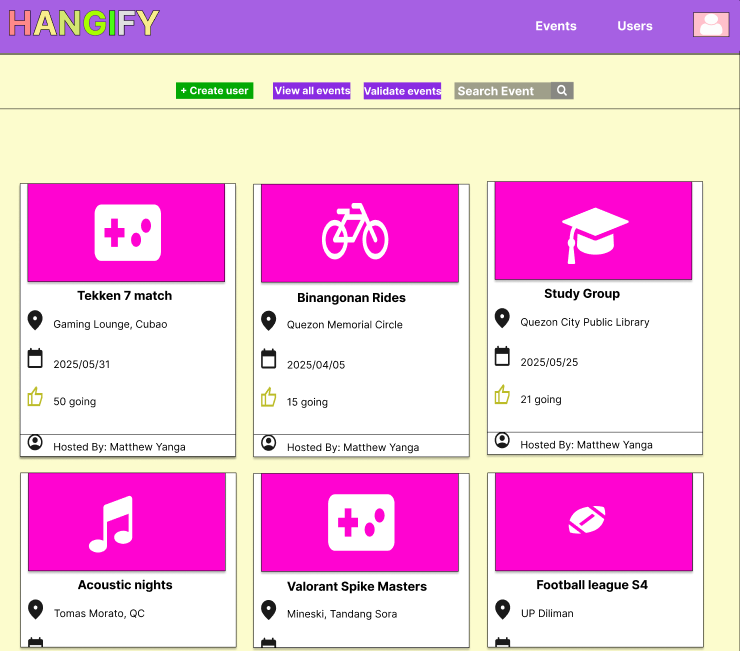 HANGIFY
Events Users
+ Create user View all events Validate events Search Event
Tekken 7 match
Gaming Lounge, Cubao
2025/05/31
50 going
Hosted By: Matthew Yanga
Binangonan Rides
Quezon Memorial Circle
2025/04/05
15 going
Hosted By: Matthew Yanga
Study Group
Quezon City Public Library
2025/05/25
21 going
Hosted By: Matthew Yanga
Acoustic nights
Tomas Morato, QC
Valorant Spike Masters
Mineski, Tandang Sora
Football league S4
UP Diliman